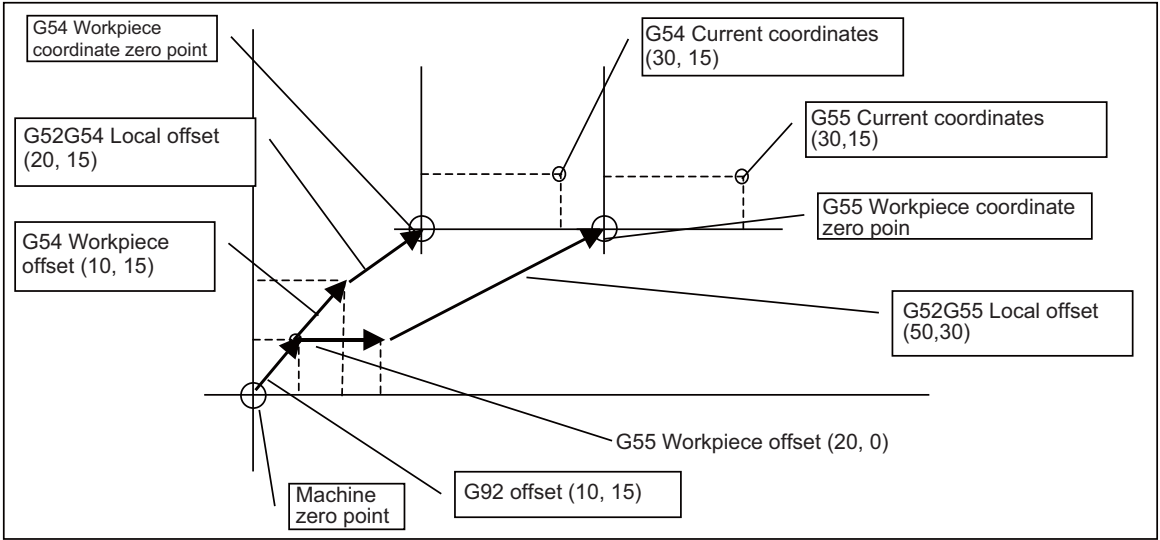 G54 Workpiece
coordinate zero point
G54 Current coordinates
(30, 15)
G52G54 Local offset
(20, 15)
G55 Current coordinates
(30,15)
G55 Workpiece coordinate
zero poin
G54 Workpiece
offset (10, 15)
G52G55 Local offset
(50,30)
G55 Workpiece offset (20, 0)
G92 offset (10, 15)
Machine
zero point